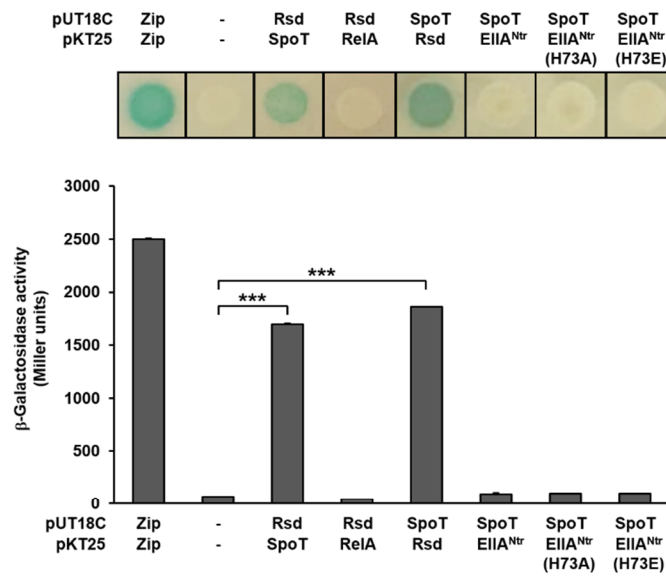 pUT18C Zip - Rsd Rsd SpoT SpoT SpoT SpoT
pKT25 Zip - SpoT RelA Rsd EIIANtr EIIANtr EIIANtr
(H73A) (H73E)
3000
2500
2000
1500
1000
500
0
β-Galactosidase activity
(Miller units)
***
***
pUT18C Zip - Rsd Rsd SpoT SpoT SpoT SpoT
pKT25 Zip - SpoT RelA Rsd EIIANtr EIIANtr EIIANtr
(H73A) (H73E)